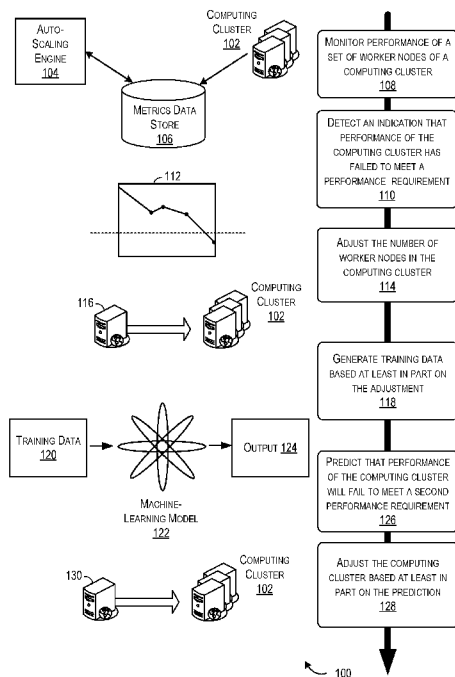 AUTO-
SCALING
ENGINE
104
COMPUTING
CLUSTER
102
METRICS DATA
STORE
106
MONITOR PERFORMANCE OF A
SET OF WORKER NODES OF A
COMPUTING CLUSTER
108
DETECT AN INDICATION THAT
PERFORMANCE OF THE
COMPUTING CLUSTER HAS
FAILED TO MEET A
PERFORMANCE REQUIREMENT
110
112
ADJUST THE NUMBER OF
WORKER NODES IN THE
COMPUTING CLUSTER
114
116
COMPUTING
CLUSTER
102
GENERATE TRAINING DATA
BASED AT LEAST IN PART ON
THE ADJUSTMENT
118
TRAINING DATA
120
MACHINE-
LEARNING MODEL
122
OUTPUT 124
PREDICT THAT PERFORMANCE
OF THE COMPUTING CLUSTER
WILL FAIL TO MEET A SECOND
PERFORMANCE REQUIREMENT
126
130
COMPUTING
CLUSTER
102
ADJUST THE COMPUTING
CLUSTER BASED AT LEAST IN
PART ON THE PREDICTION
128
100